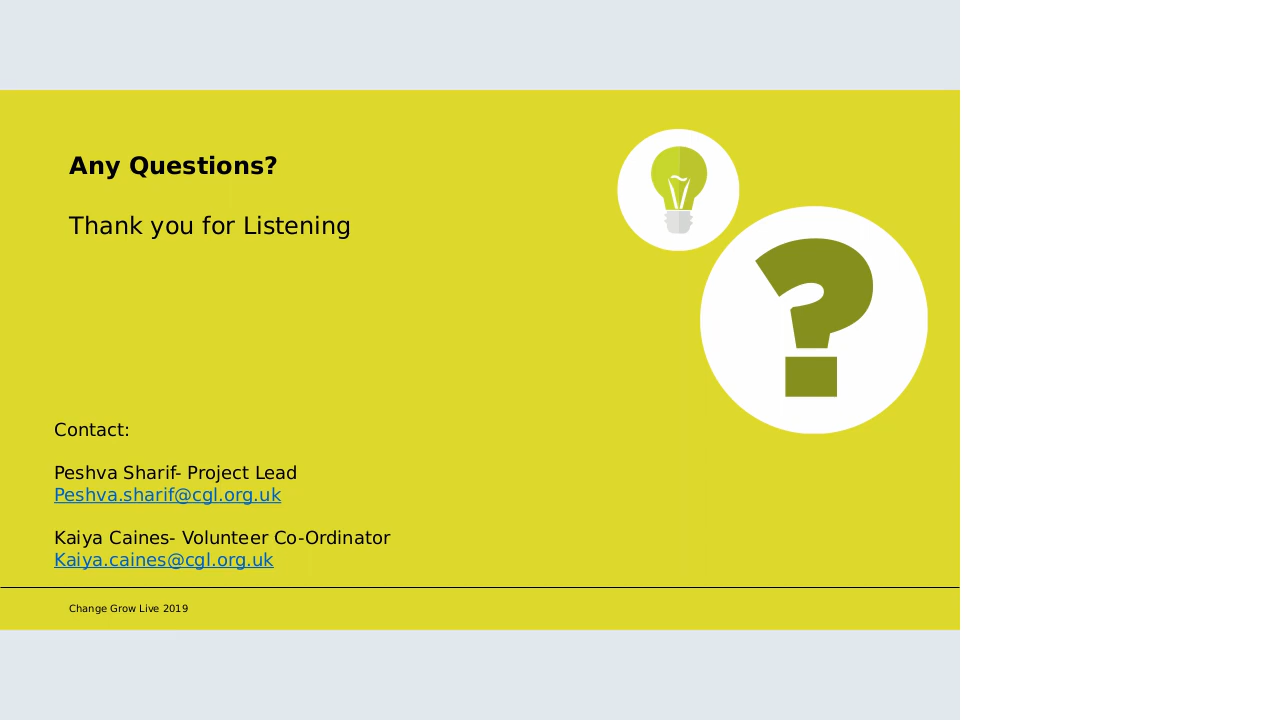 Any Questions?
Thank you for Listening
?
Contact:
Peshva Sharif- Project Lead
Peshva.sharif@cgl.org.uk
Kaiya Caines- Volunteer Co-Ordinator
Kaiya.caines@cgl.org.uk
Change Grow Live 2019